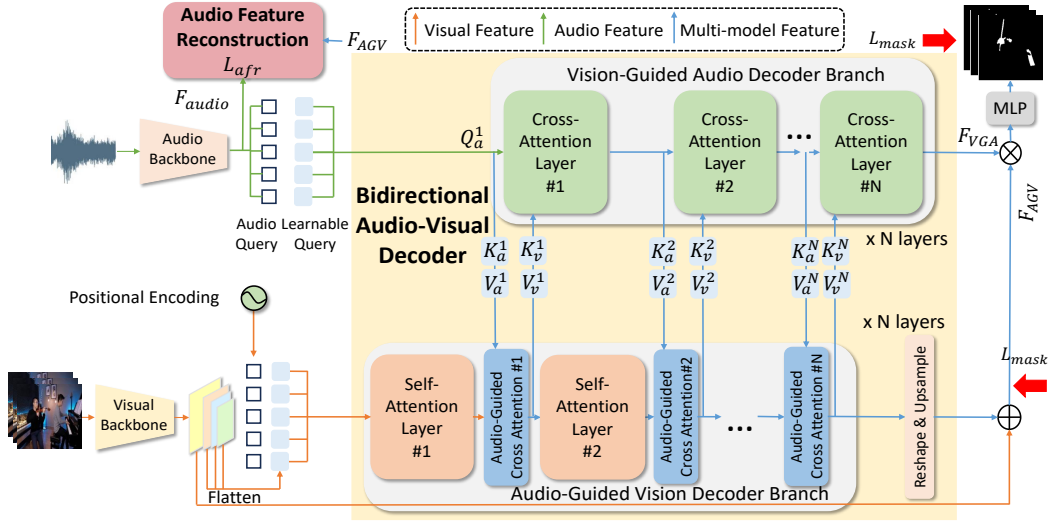 Audio Feature
Reconstruction
L_afr
F_AGV
Visual Feature
Audio Feature
Multi-model Feature
L_mask
MLP
F_audio
Audio
Backbone
Audio
Query
Learnable
Query
Q_a^1
Vision-Guided Audio Decoder Branch
Cross-
Attention
Layer
#1
Cross-
Attention
Layer
#2
...
Cross-
Attention
Layer
#N
F_VGA
F_AGV
Bidirectional
Audio-Visual
Decoder
x N layers
K_a^1
K_v^1
K_a^2
K_v^2
K_a^N
K_v^N
V_a^1
V_v^1
V_a^2
V_v^2
V_a^N
V_v^N
x N layers
Positional Encoding
Visual
Backbone
Flatten
Self-
Attention
Layer
#1
Audio-Guided
Cross Attention #1
Self-
Attention
Layer
#2
Audio-Guided
Cross Attention#2
...
Audio-Guided
Cross Attention #N
Reshape & Upsample
L_mask
Audio-Guided Vision Decoder Branch